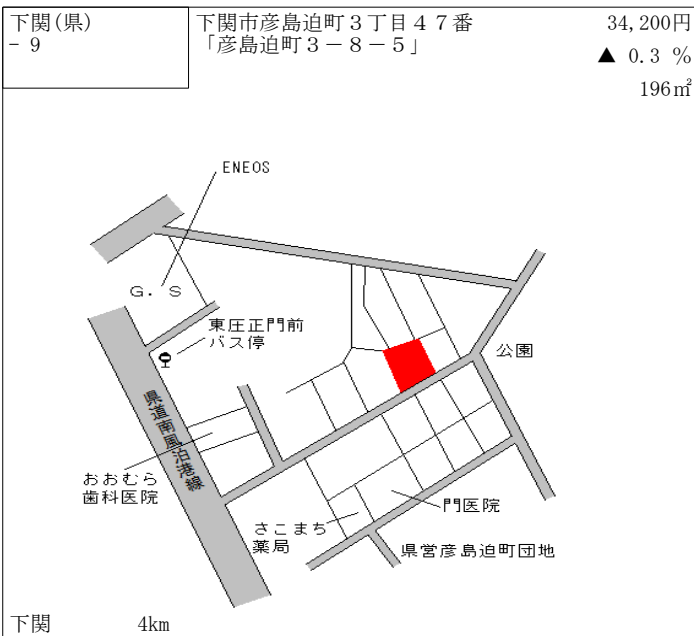 下関(県)
- 9
下関市彦島迫町３丁目４７番
「彦島迫町３－８－５」
34,200円
▲ 0.3 %
196㎡
ENEOS
Ｇ．Ｓ
東圧正門前
バス停
公園
県道南風泊港線
おおむら
歯科医院
門医院
さこまち
薬局
県営彦島迫町団地
下関 4km